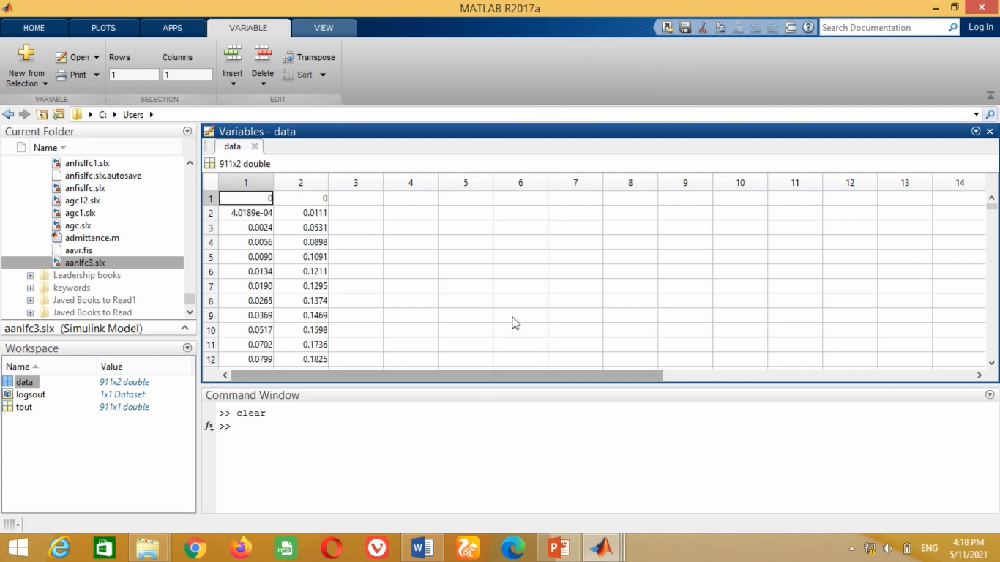 MATLAB R2017a
HOME PLOTS APPS VARIABLE VIEW Search Documentation Log In
New from Selection Open Print Rows Columns 1 1 Insert Delete Transpose Sort
VARIABLE SELECTION EDIT
C: Users
Current Folder
Name
anfislfc1.slx
anfislfc.slx.autosave
anfislfc.slx
agc12.slx
agc1.slx
agc.slx
admittance.m
aavr.fis
aanlfc3.slx
Leadership books
keywords
Javed Books to Read1
Javed Books to Read
aanlfc3.slx (Simulink Model)
Workspace
Name Value
data 911x2 double
logsout 1x1 Dataset
tout 911x1 double
Variables - data
data
911x2 double
1 2 3 4 5 6 7 8 9 10 11 12 13 14
1 0 0
2 4.0189e-04 0.0111
3 0.0024 0.0531
4 0.0056 0.0898
5 0.0090 0.1091
6 0.0134 0.1211
7 0.0190 0.1295
8 0.0265 0.1374
9 0.0369 0.1469
10 0.0517 0.1598
11 0.0702 0.1736
12 0.0799 0.1825
Command Window
>> clear
fx >>
ENG 4:18 PM
5/11/2021